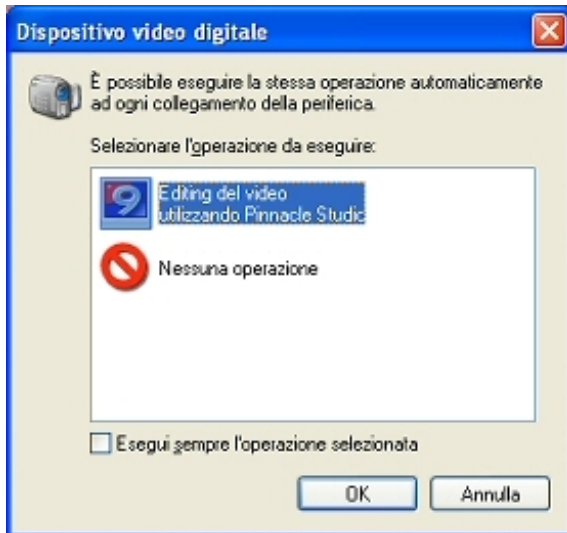 Dispositivo video digitale
È possibile eseguire la stessa operazione automaticamente
ad ogni collegamento della periferica.
Selezionare l'operazione da eseguire:
9
Editing del video
utilizzando Pinnacle Studio
Nessuna operazione
Esegui sempre l'operazione selezionata
OK
Annulla